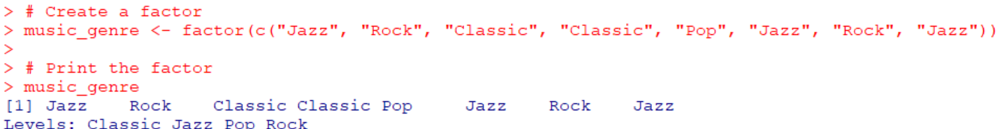 > # Create a factor
> music_genre <- factor(c("Jazz", "Rock", "Classic", "Classic", "Pop", "Jazz", "Rock", "Jazz"))
>
> # Print the factor
> music_genre
[1] Jazz    Rock    Classic Classic Pop     Jazz    Rock    Jazz
Levels: Classic Jazz Pop Rock